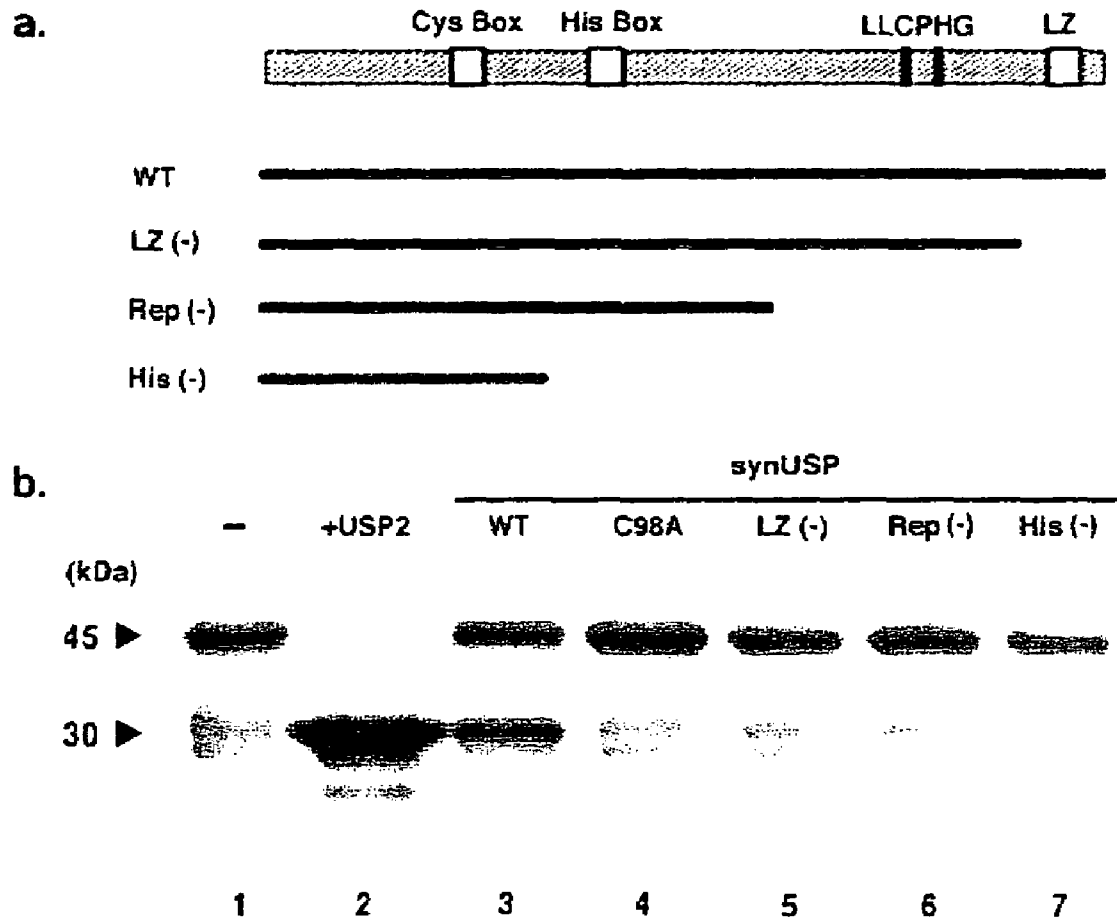 a.
Cys Box His Box LLCPHG LZ
WT
LZ (-)
Rep (-)
His (-)
b.
synUSP
– +USP2 WT C98A LZ (-) Rep (-) His (-)
(kDa)
45
30
1 2 3 4 5 6 7